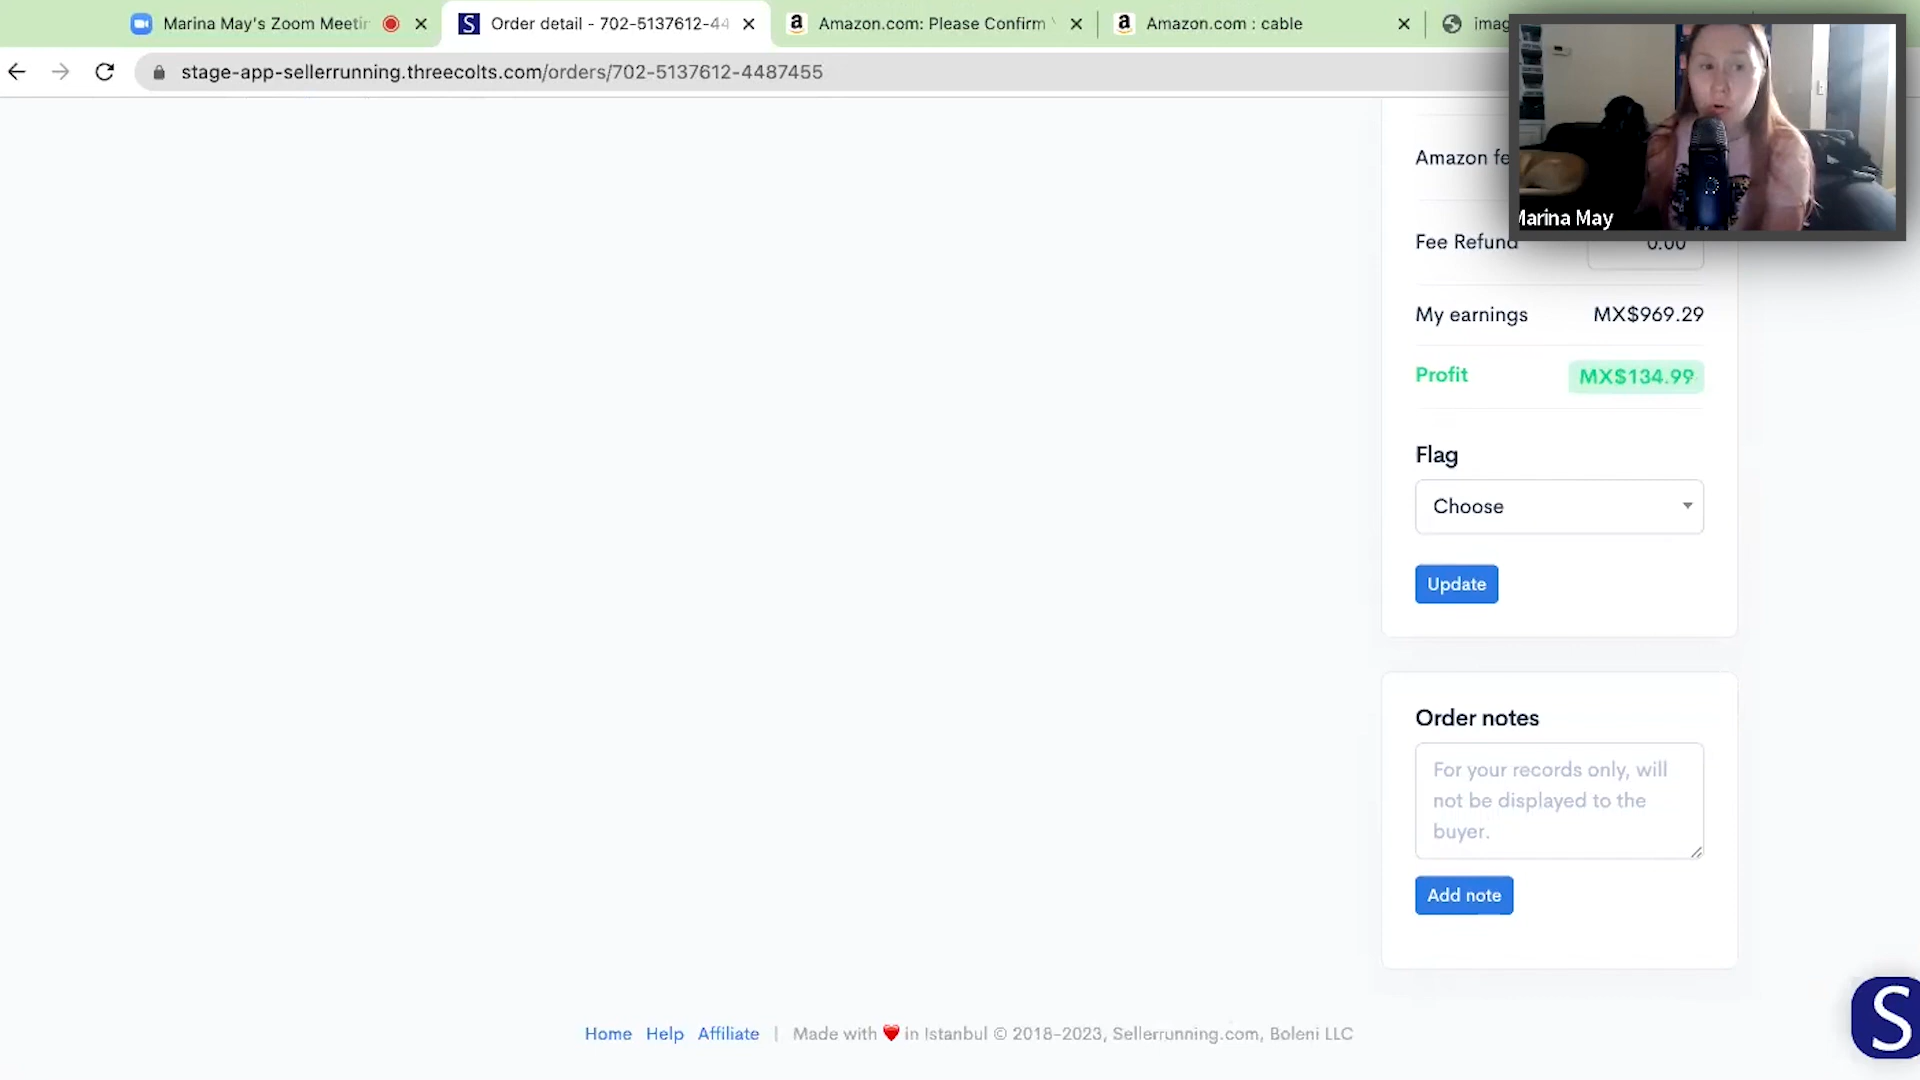 Marina May's Zoom Meetin
Order detail - 702-5137612-44
Amazon.com: Please Confirm
Amazon.com : cable
imag
stage-app-sellerrunning.threecolts.com/orders/702-5137612-4487455
Marina May
Amazon fe
Fee Refund
0.00
My earnings MX$969.29
Profit MX$134.99
Flag
Choose
Update
Order notes
For your records only, will
not be displayed to the
buyer.
Add note
Home Help Affiliate | Made with ❤️ in Istanbul © 2018-2023, Sellerrunning.com, Boleni LLC
S